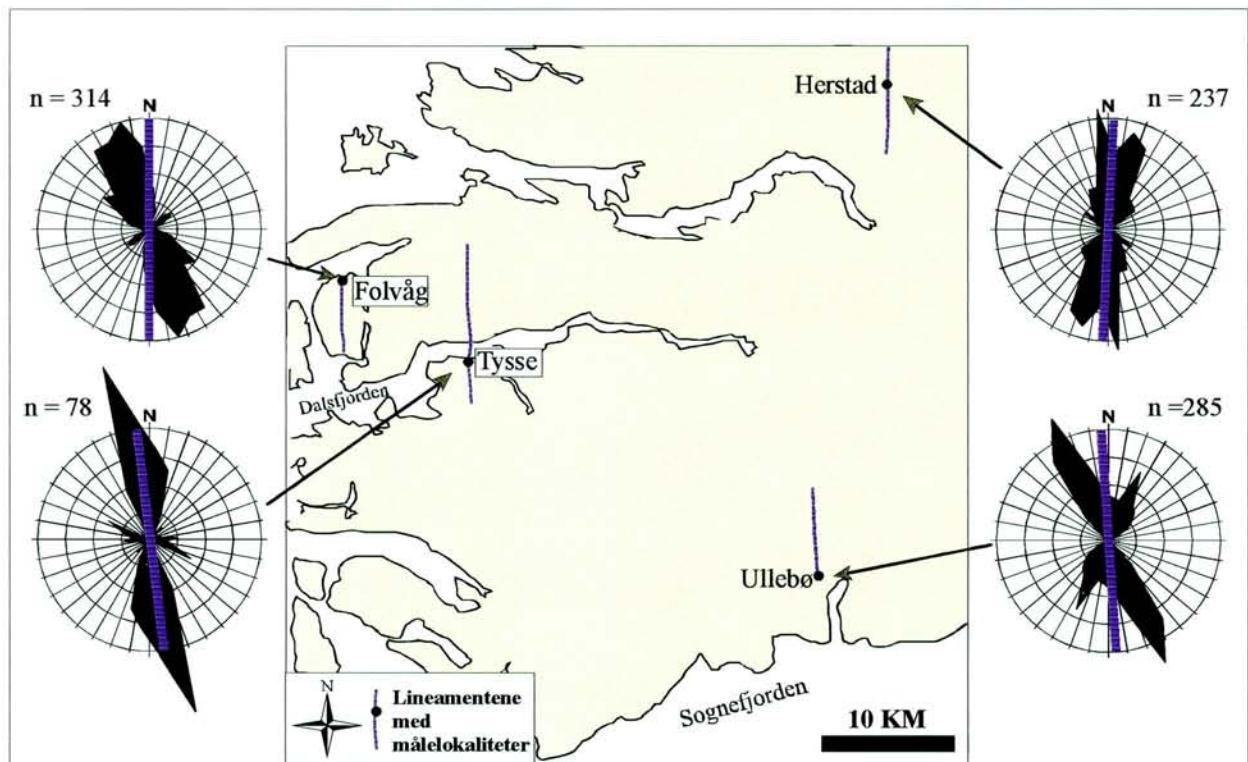 n = 314
N
Herstad
n = 237
N
Folvåg
Tysse
Dalsfjorden
n = 78
N
n =285
N
Ullebø
Sognefjorden
N
Lineamentene
med
målelokaliteter
10 KM